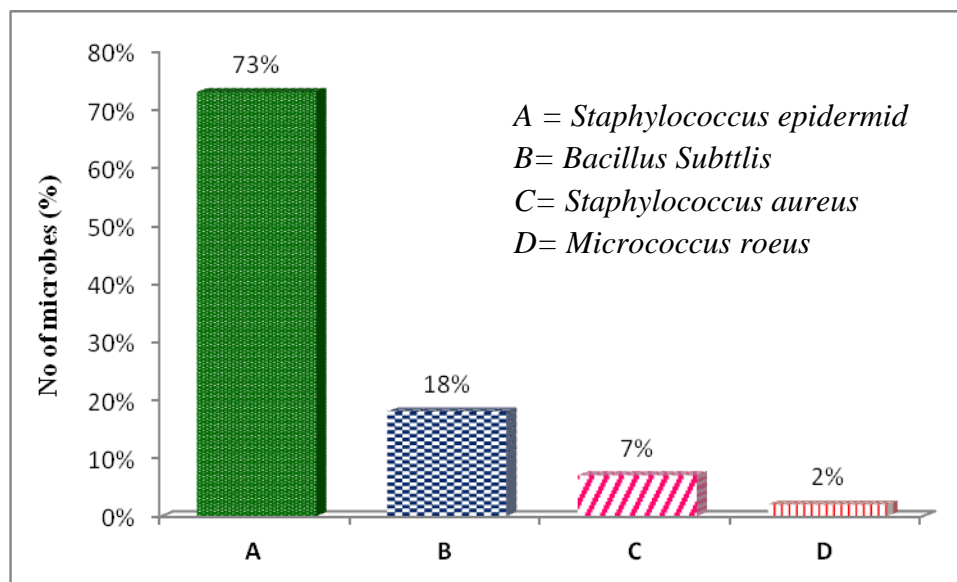 80%
70%
60%
50%
40%
30%
20%
10%
0%
No of microbes (%)
73%
18%
7%
2%
A
B
C
D
A = Staphylococcus epidermid
B= Bacillus Subttlis
C= Staphylococcus aureus
D= Micrococcus roeus